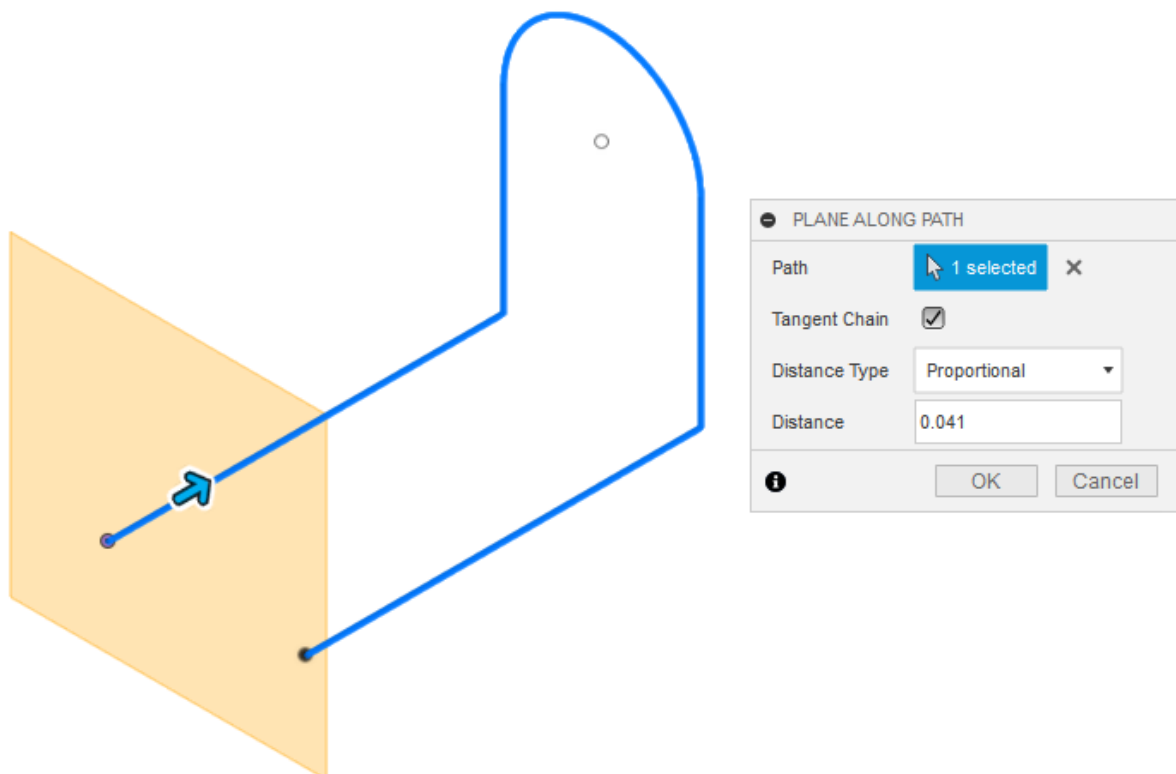 PLANE ALONG PATH
Path 1 selected
Tangent Chain
Distance Type Proportional
Distance 0.041
OK Cancel